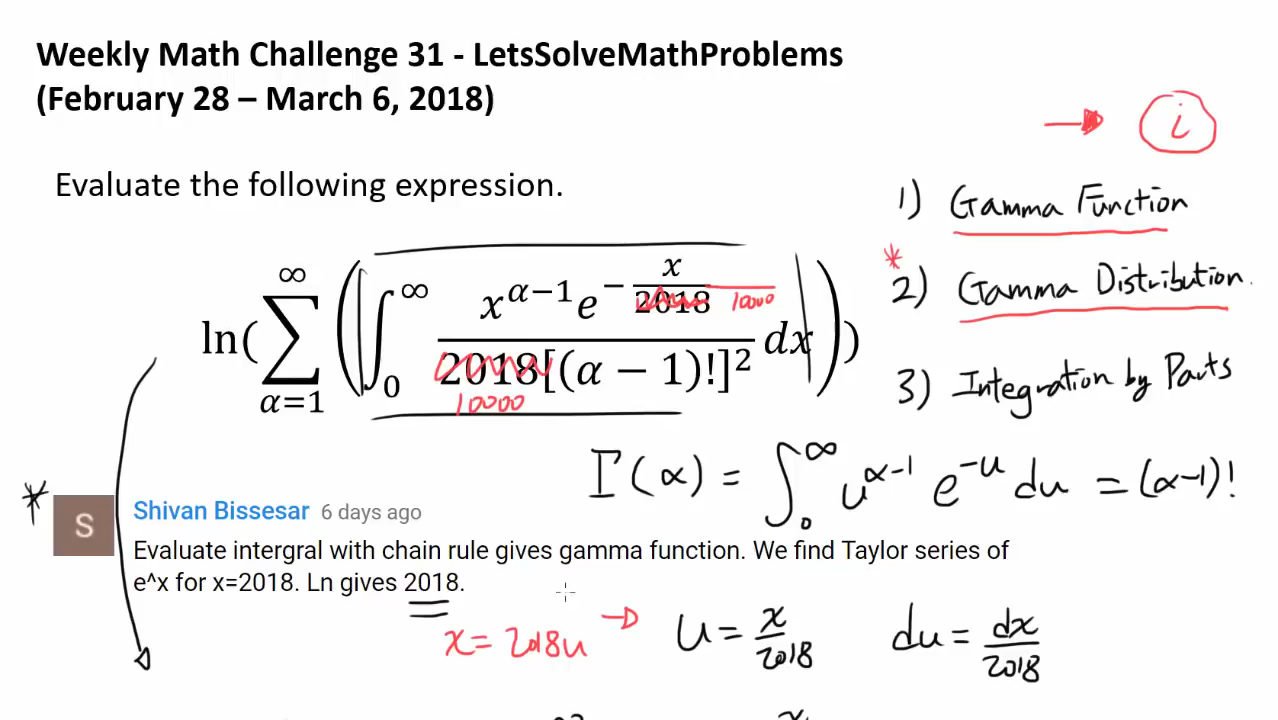 Weekly Math Challenge 31 - LetsSolveMathProblems
(February 28 – March 6, 2018)
→ i
Evaluate the following expression.
1) Gamma Function
* 2) Gamma Distribution.
3) Integration by Parts
ln(∑_{α=1}^{∞} (∫_0^∞ x^{α−1}e^{−x/2018} / 2018[(α − 1)!]² dx))
10000
10000
Γ(α) = ∫_0^∞ u^{α−1} e^{−u} du = (α−1)!
*
S
Shivan Bissesar 6 days ago
Evaluate intergral with chain rule gives gamma function. We find Taylor series of
e^x for x=2018. Ln gives 2018.
x = 2018u → u = x/2018 du = dx/2018